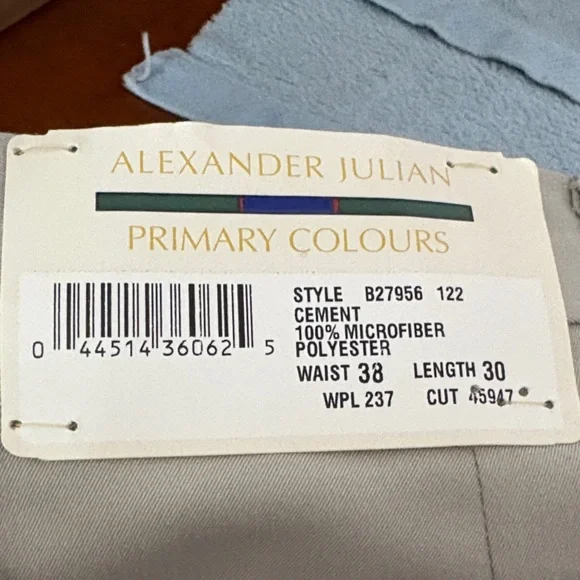 ALEXANDER JULIAN
PRIMARY COLOURS
STYLE B27956 122
CEMENT
100% MICROFIBER
POLYESTER
WAIST 38 LENGTH 30
WPL 237 CUT 45947
0 44514 36062 5